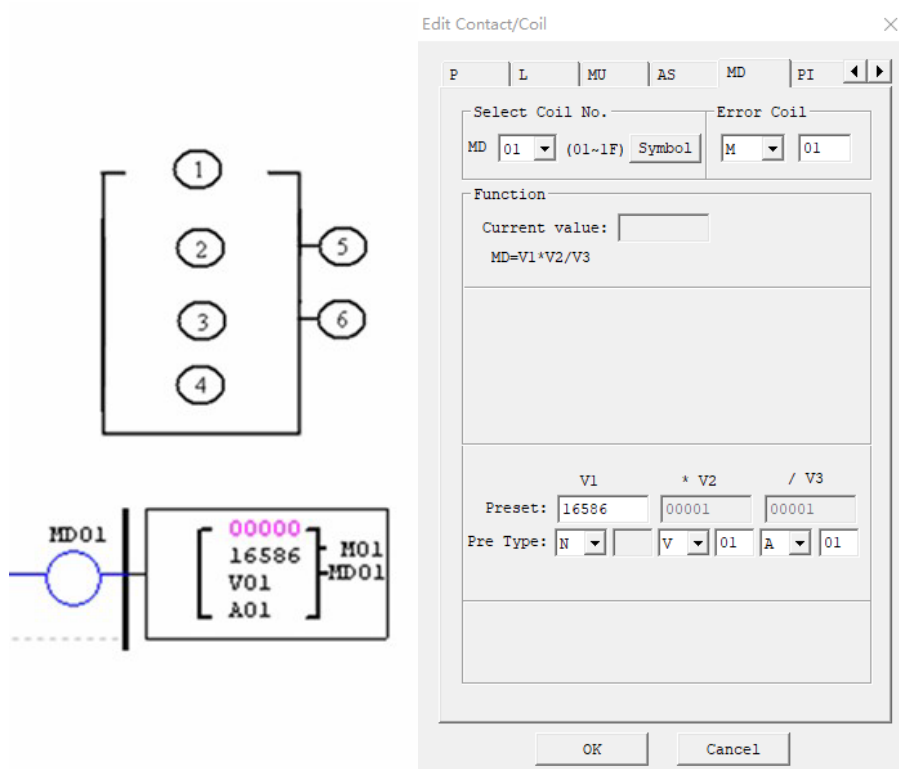 Edit Contact/Coil
P L MU AS MD PI
Select Coil No. Error Coil
MD 01 (01~1F) Symbol M 01
Function
Current value:
MD=V1*V2/V3
V1 * V2 / V3
Preset: 16586 00001 00001
Pre Type: N V 01 A 01
OK Cancel
1
2
5
3
6
4
MD01
00000
16586 M01
V01 MD01
A01